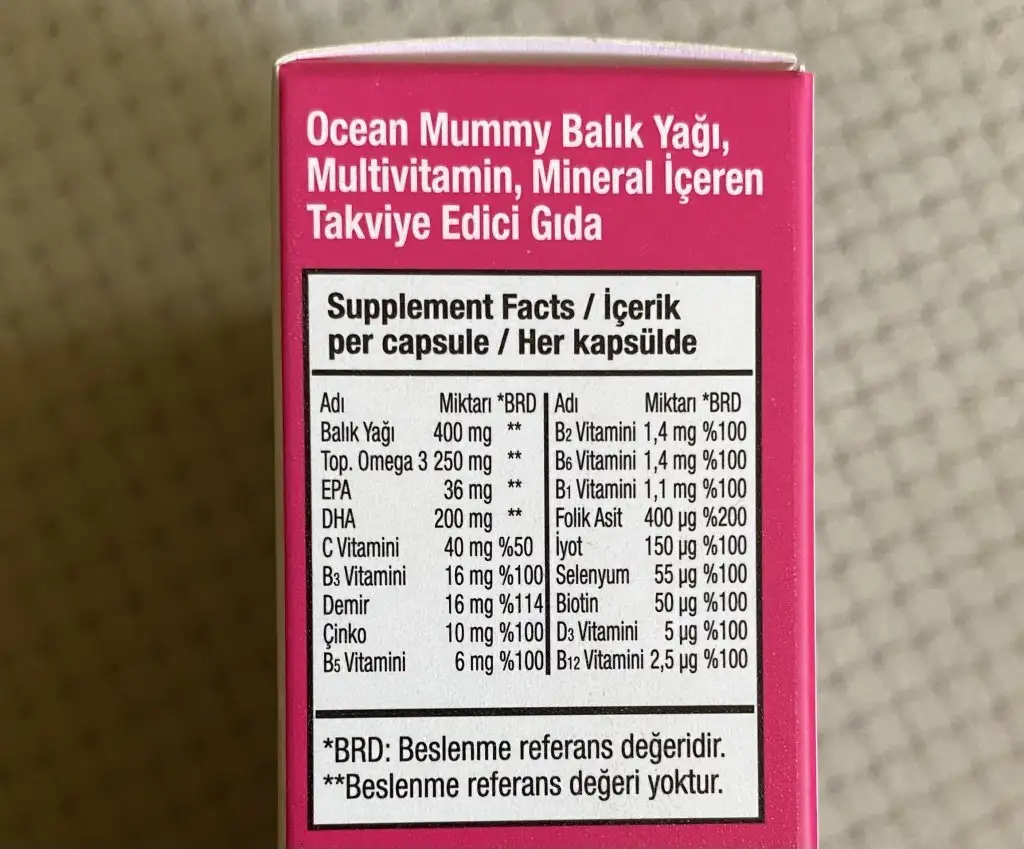 Ocean Mummy Balık Yağı,
Multivitamin, Mineral İçeren
Takviye Edici Gıda
Supplement Facts / İçerik
per capsule / Her kapsülde
Adı Miktarı *BRD
Balık Yağı 400 mg **
Top. Omega 3 250 mg **
EPA 36 mg **
DHA 200 mg **
C Vitamini 40 mg %50
B3 Vitamini 16 mg %100
Demir 16 mg %114
Çinko 10 mg %100
B5 Vitamini 6 mg %100
Adı Miktarı *BRD
B2 Vitamini 1,4 mg %100
B6 Vitamini 1,4 mg %100
B1 Vitamini 1,1 mg %100
Folik Asit 400 µg %200
İyot 150 µg %100
Selenyum 55 µg %100
Biotin 50 µg %100
D3 Vitamini 5 µg %100
B12 Vitamini 2,5 µg %100
*BRD: Beslenme referans değeridir.
**Beslenme referans değeri yoktur.